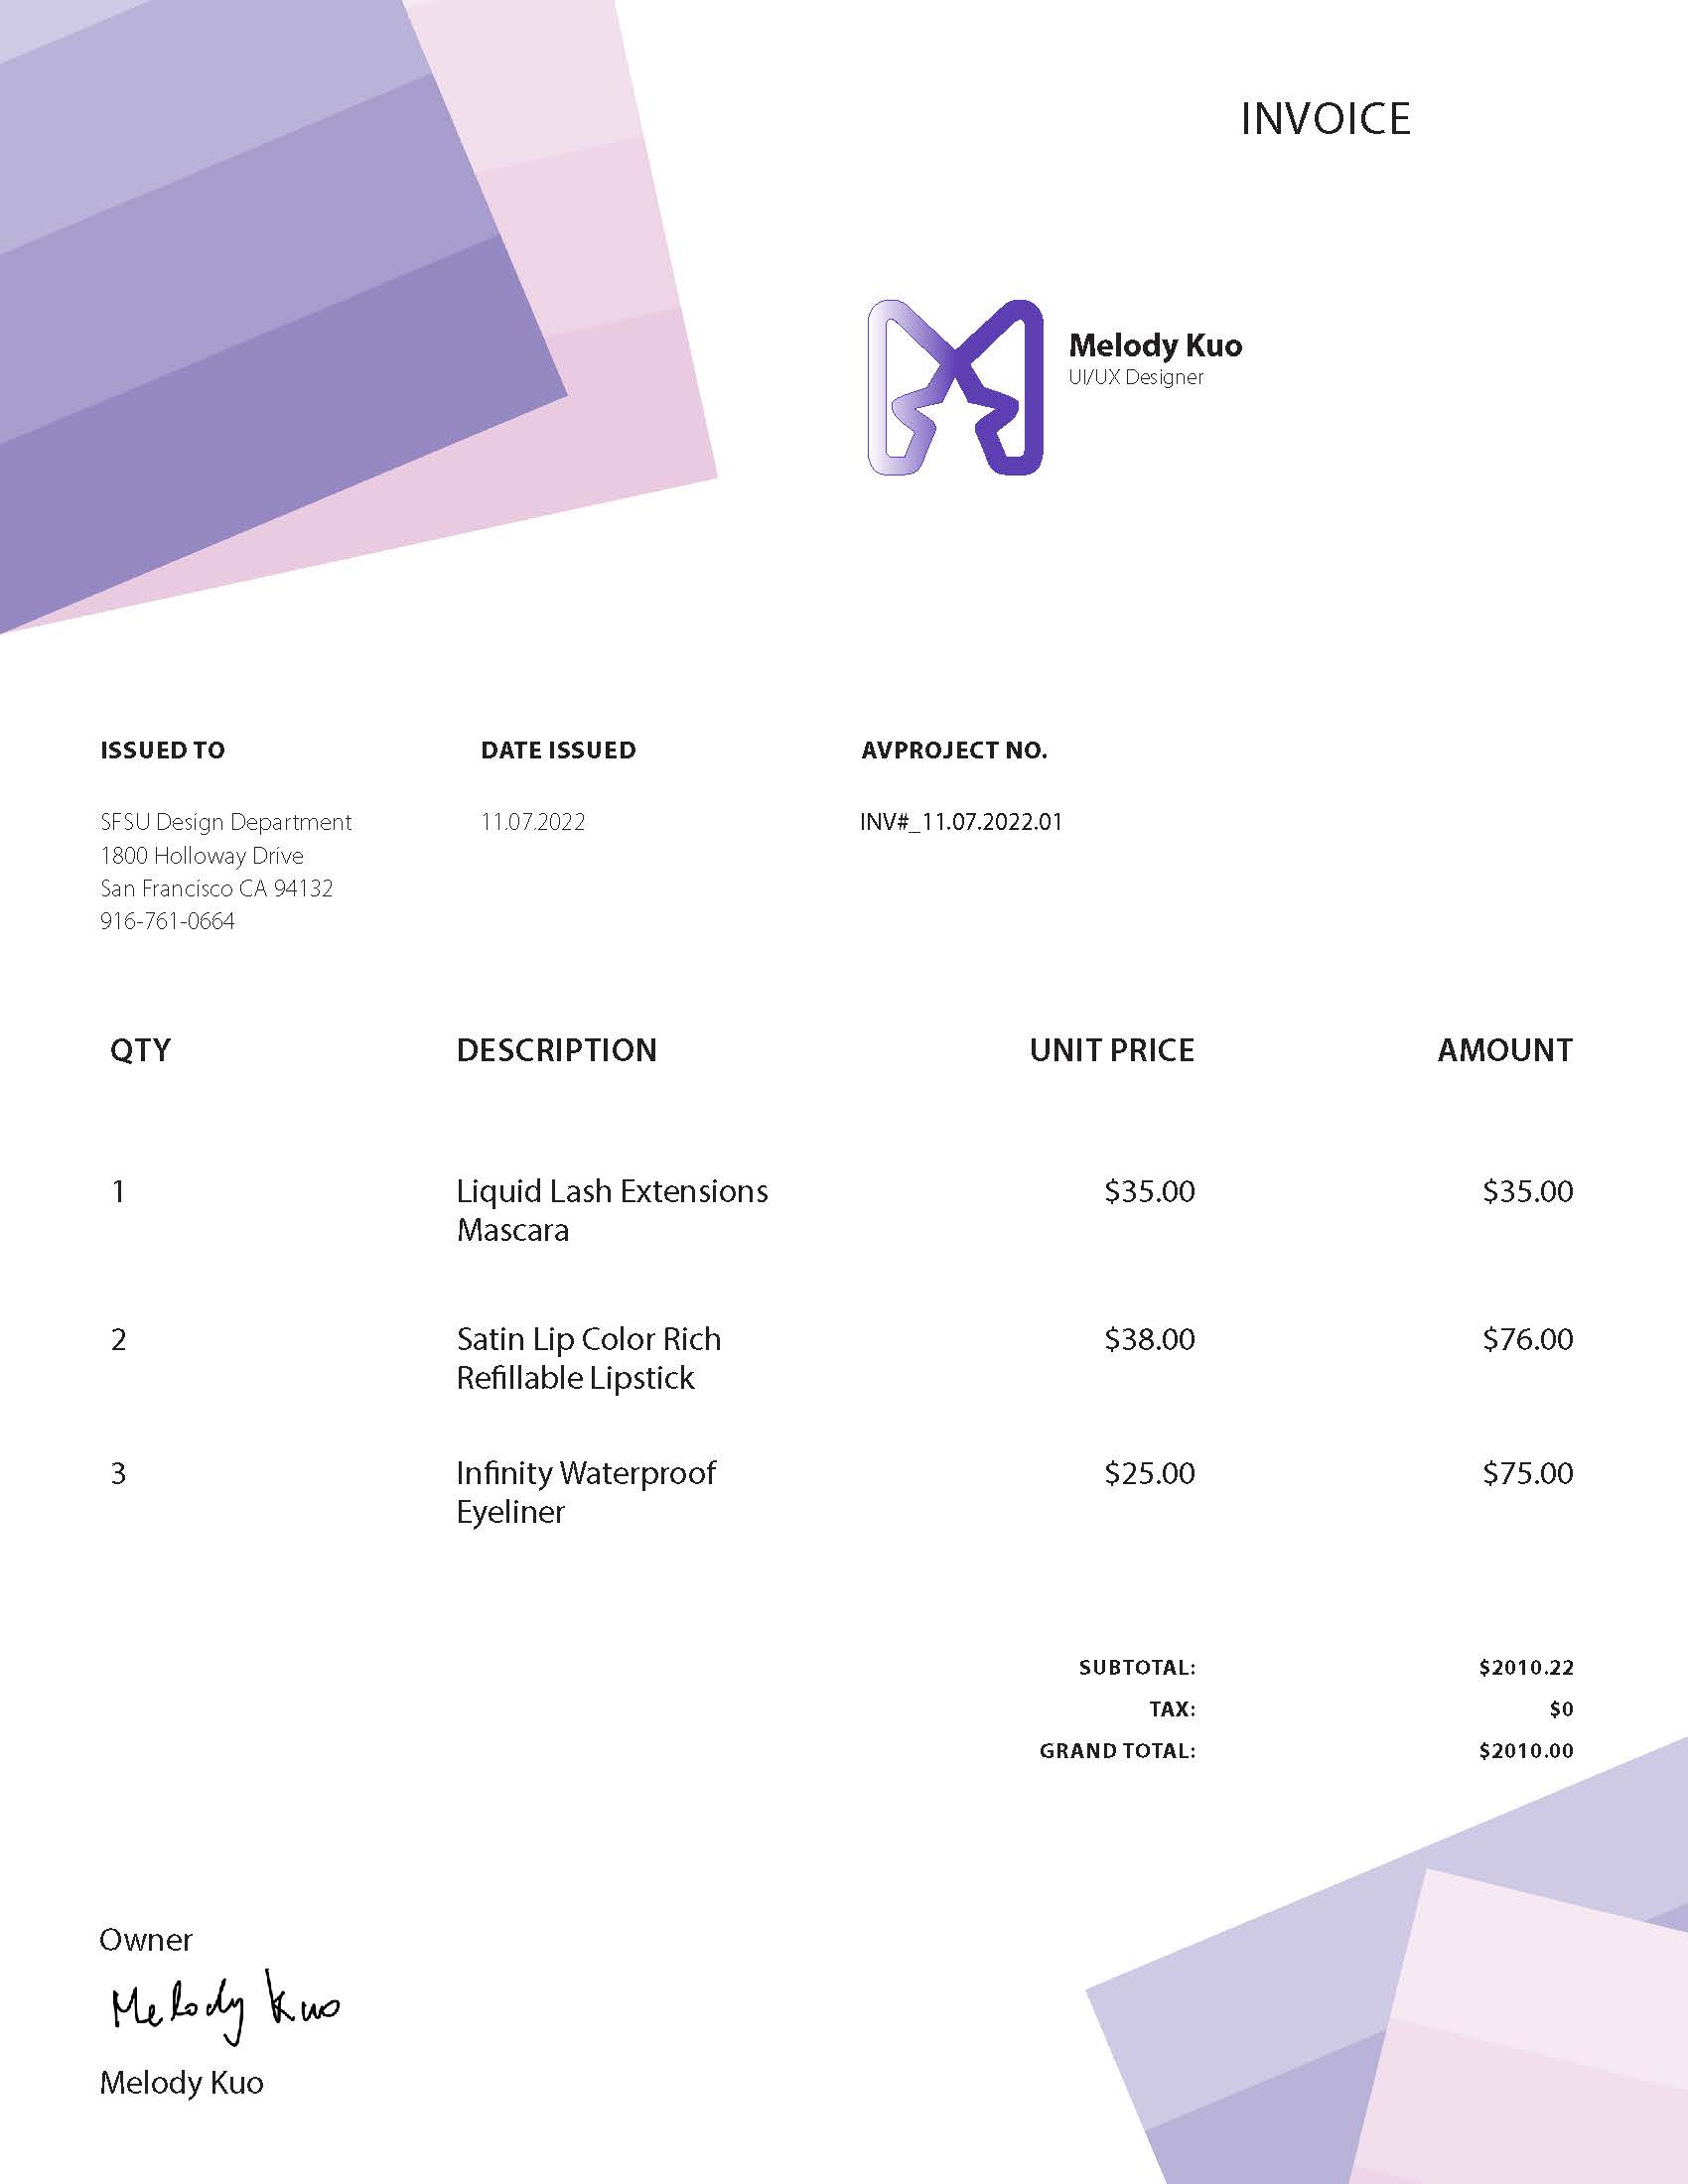 INVOICE
Melody Kuo
UI/UX Designer
ISSUED TO
SFSU Design Department
1800 Holloway Drive
San Francisco CA 94132
916-761-0664
DATE ISSUED
11.07.2022
AVPROJECT NO.
INV#_11.07.2022.01
QTY DESCRIPTION UNIT PRICE AMOUNT
1 Liquid Lash Extensions $35.00 $35.00
Mascara
2 Satin Lip Color Rich $38.00 $76.00
Refillable Lipstick
3 Infinity Waterproof $25.00 $75.00
Eyeliner
SUBTOTAL: $2010.22
TAX: $0
GRAND TOTAL: $2010.00
Owner
Melody Kuo
Melody Kuo